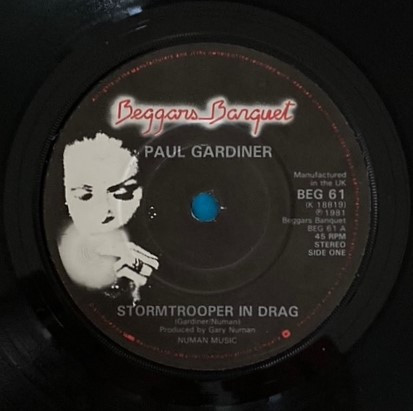 Beggars Banquet
PAUL GARDINER
Manufactured
in the UK
BEG 61
(K 18819)
℗ 1981
Beggars Banquet
BEG 61 A
45 RPM
STEREO
SIDE ONE
STORMTROOPER IN DRAG
(Gardiner/Numan)
Produced by Gary Numan
NUMAN MUSIC